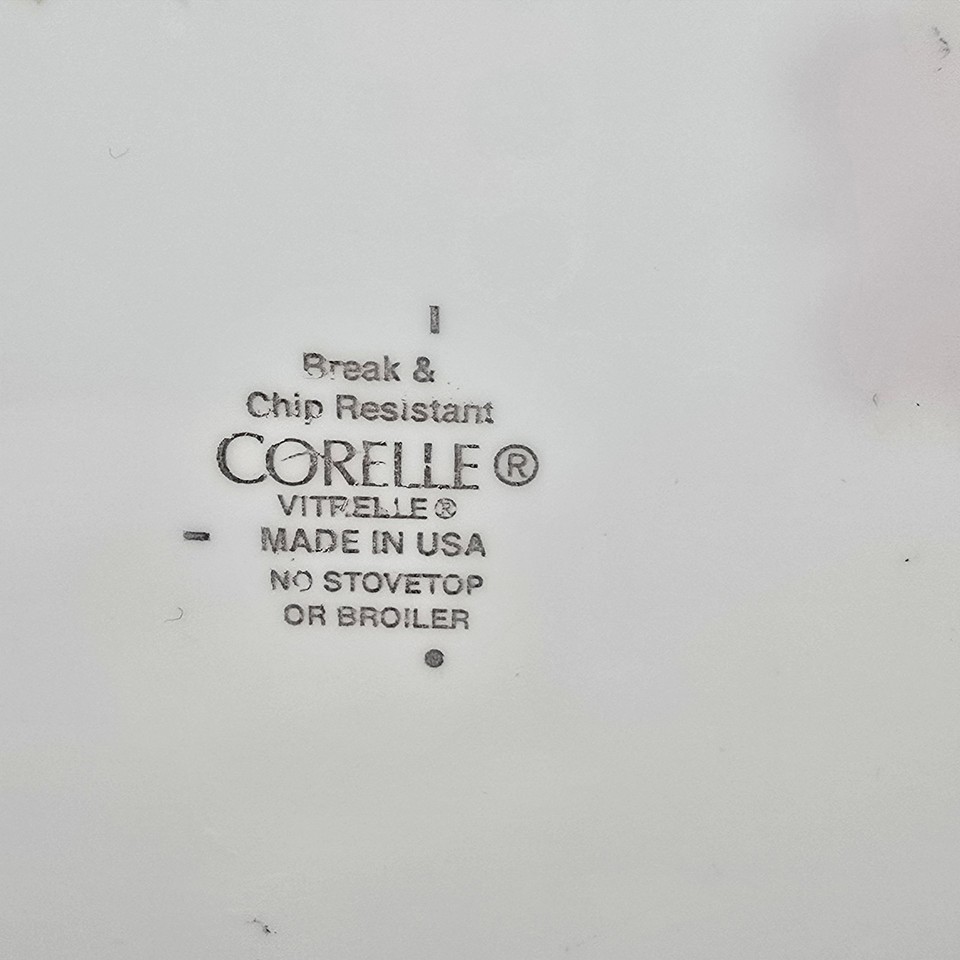 Break &
Chip Resistant
CORELLE ®
VITRELLE ®
MADE IN USA
NO STOVETOP
OR BROILER